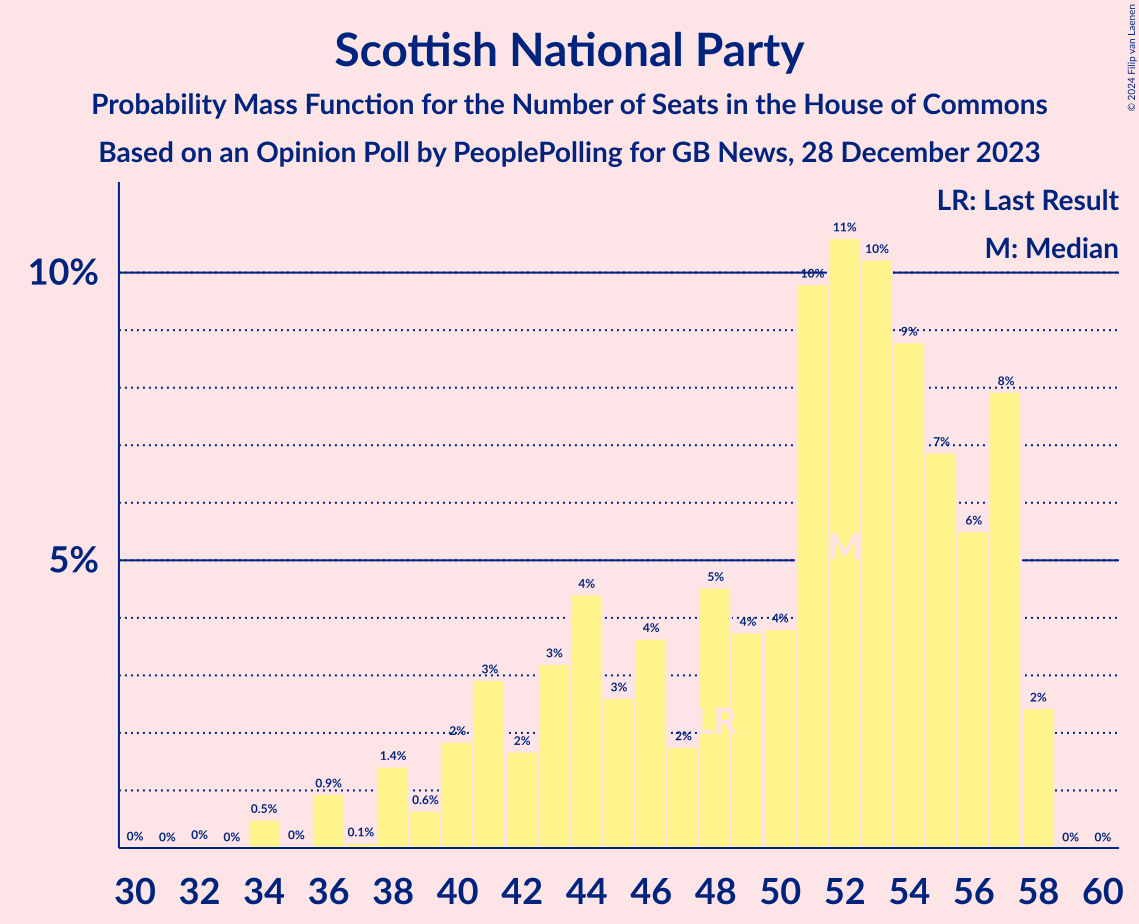 Scottish National Party
Probability Mass Function for the Number of Seats in the House of Commons
Based on an Opinion Poll by PeoplePolling for GB News, 28 December 2023
© 2024 Filip van Laenen
LR: Last Result
M: Median
10%
5%
0% 0% 0% 0% 0.5% 0% 0.9% 0.1% 1.4% 0.6% 2% 3% 2% 3% 4% 3% 4% 2% 5% 4% 4% 10% 11% 10% 9% 7% 6% 8% 2% 0% 0%
M
LR
30 32 34 36 38 40 42 44 46 48 50 52 54 56 58 60